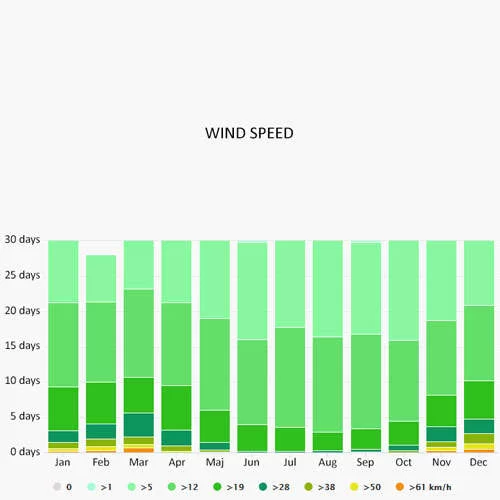 WIND SPEED
30 days
25 days
20 days
15 days
10 days
5 days
0 days
Jan Feb Mar Apr Maj Jun Jul Aug Sep Oct Nov Dec
0 >1 >5 >12 >19 >28 >38 >50 >61 km/h